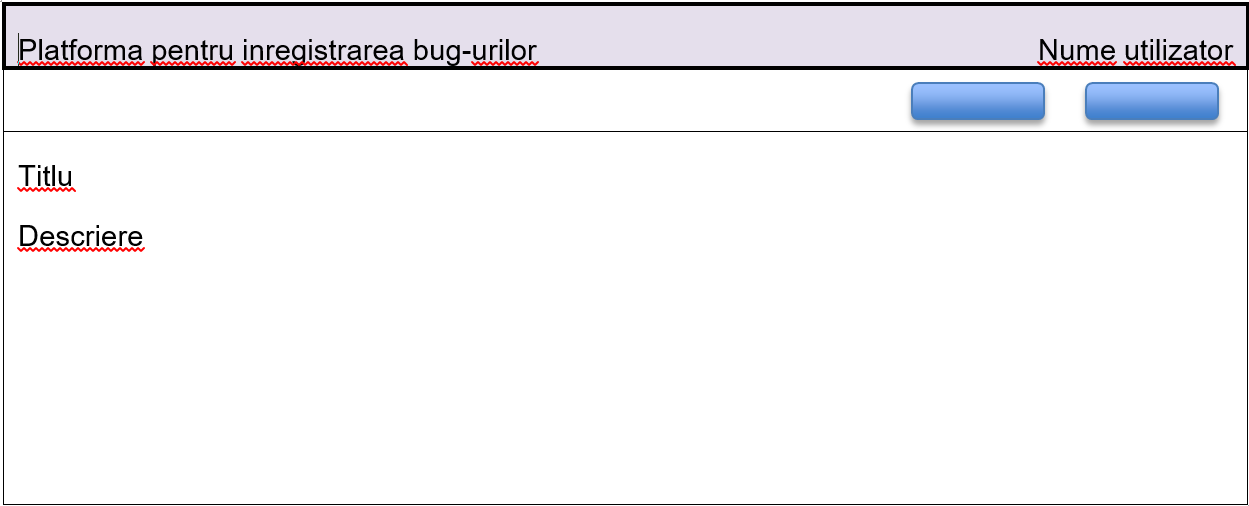 Platforma pentru inregistrarea bug-urilor Nume utilizator
Titlu
Descriere